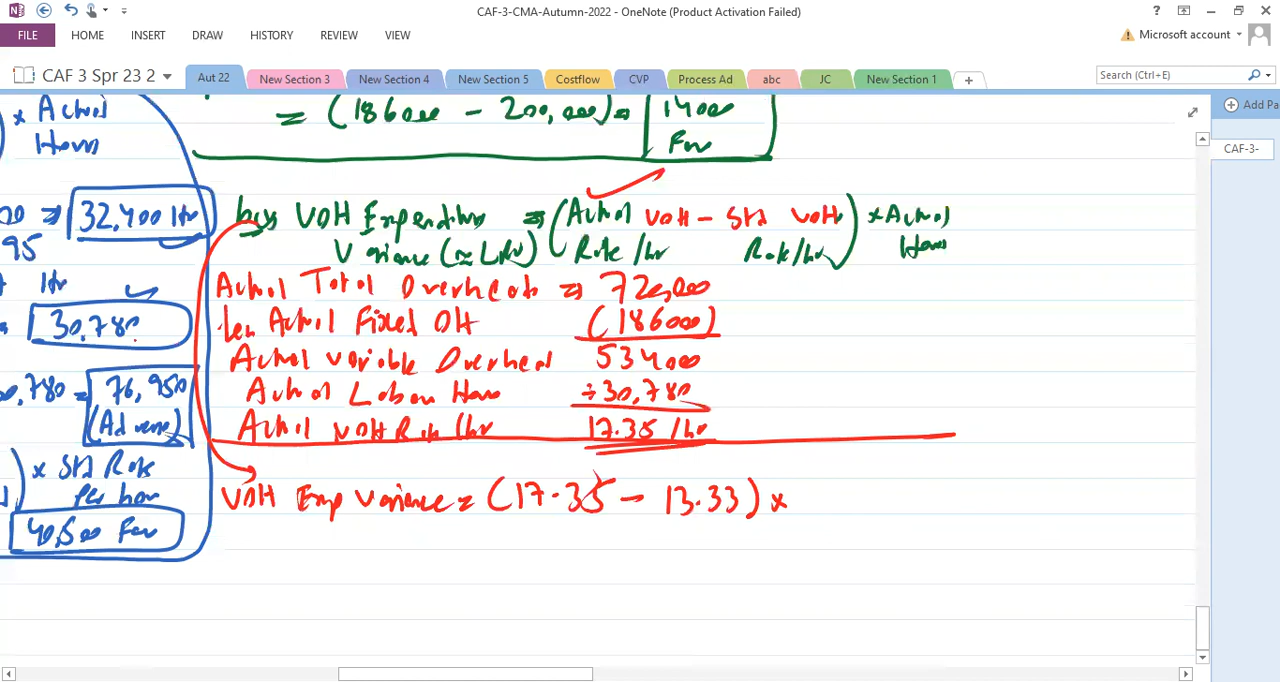 CAF-3-CMA-Autumn-2022 - OneNote (Product Activation Failed)
FILE HOME INSERT DRAW HISTORY REVIEW VIEW Microsoft account
CAF 3 Spr 23 2 Aut 22 New Section 3 New Section 4 New Section 5 Costflow CVP Process Ad abc JC New Section 1 Search (Ctrl+E)
Add Pa
CAF-3-
× Actual
Hours
= (186000 - 200,000) = 1400
Fav
= 32,400 Hr
95
Hr
30,780
0,780 = 76,950
(Adverse)
× Std Rate
per hour
40,500 Fav
VOH Expenditure = (Actual VOH - Std VOH) × Actual
Variance (≈ LRV) Rate/hr Rate/hr Hours
Actual Total Overheads = 720,000
Less Actual Fixed OH (186000)
Actual Variable Overhead 534000
Actual Labour Hours ÷30,780
Actual VOH Rate /hr 17.35 /hr
VOH Exp Variance = (17.35 - 13.33) ×